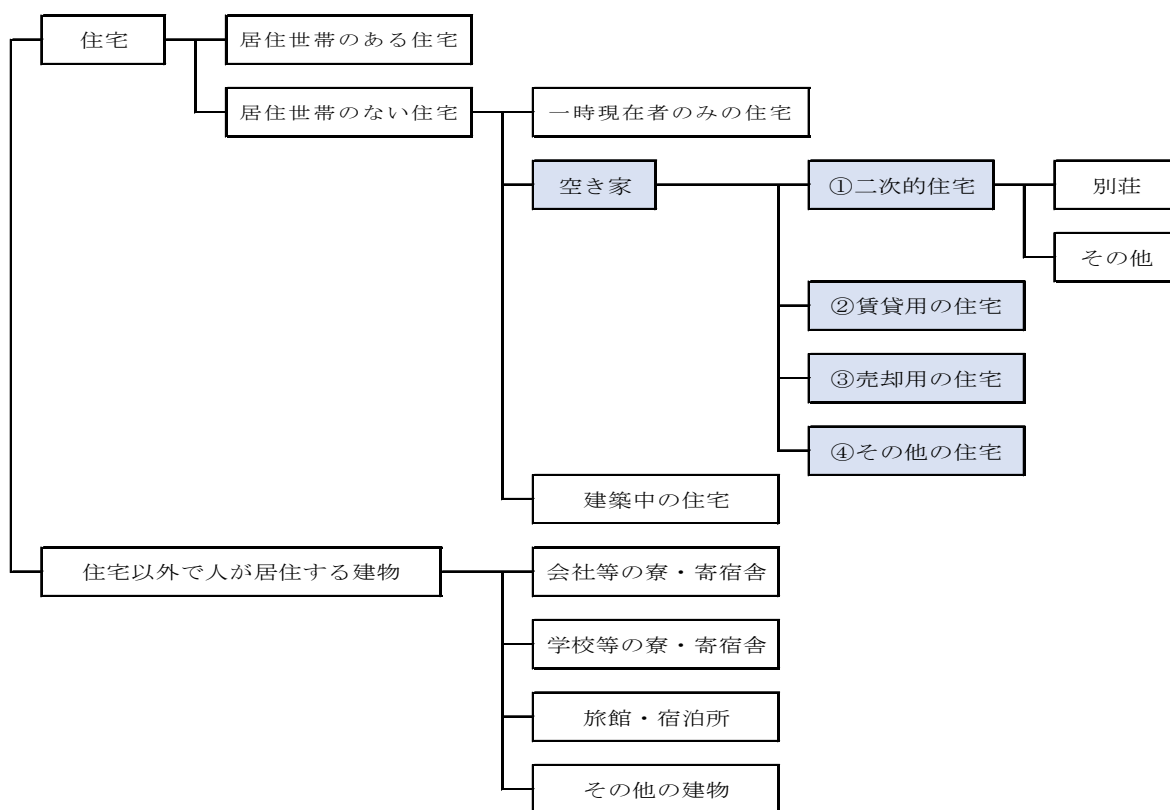 住宅
居住世帯のある住宅
居住世帯のない住宅
一時現在者のみの住宅
空き家
①二次的住宅
別荘
その他
②賃貸用の住宅
③売却用の住宅
④その他の住宅
建築中の住宅
住宅以外で人が居住する建物
会社等の寮・寄宿舎
学校等の寮・寄宿舎
旅館・宿泊所
その他の建物